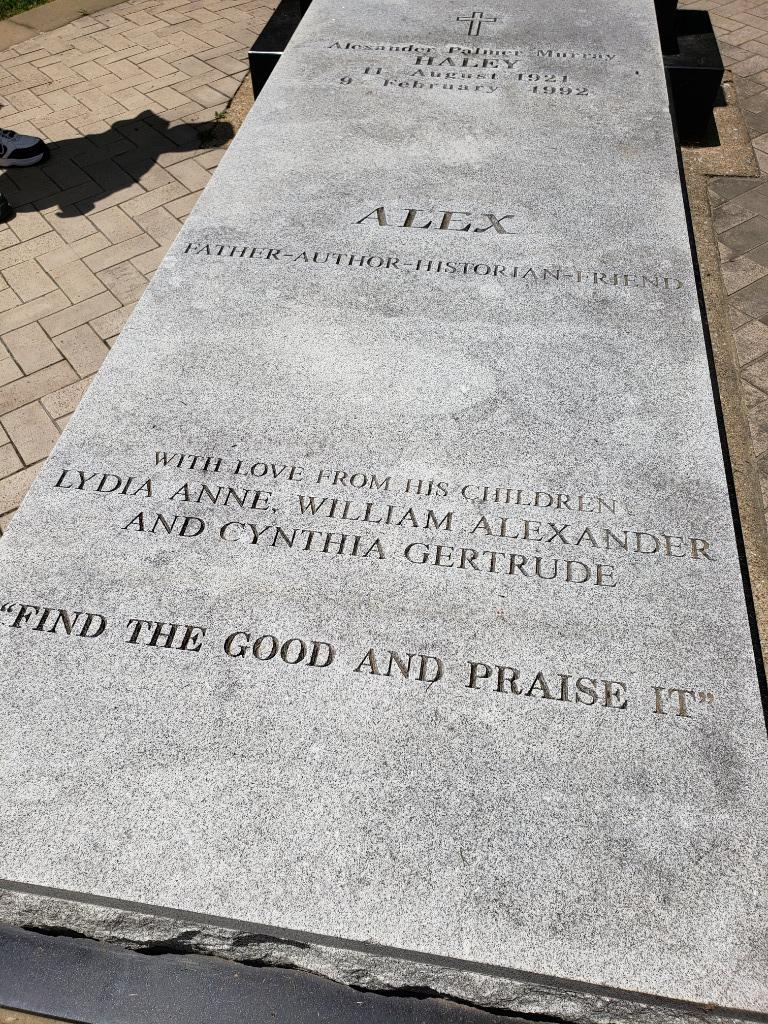 Alexander Palmer Murray
HALEY
11 August 1921
9 February 1992
ALEX
FATHER-AUTHOR-HISTORIAN-FRIEND
WITH LOVE FROM HIS CHILDREN
LYDIA ANNE, WILLIAM ALEXANDER
AND CYNTHIA GERTRUDE
“FIND THE GOOD AND PRAISE IT”